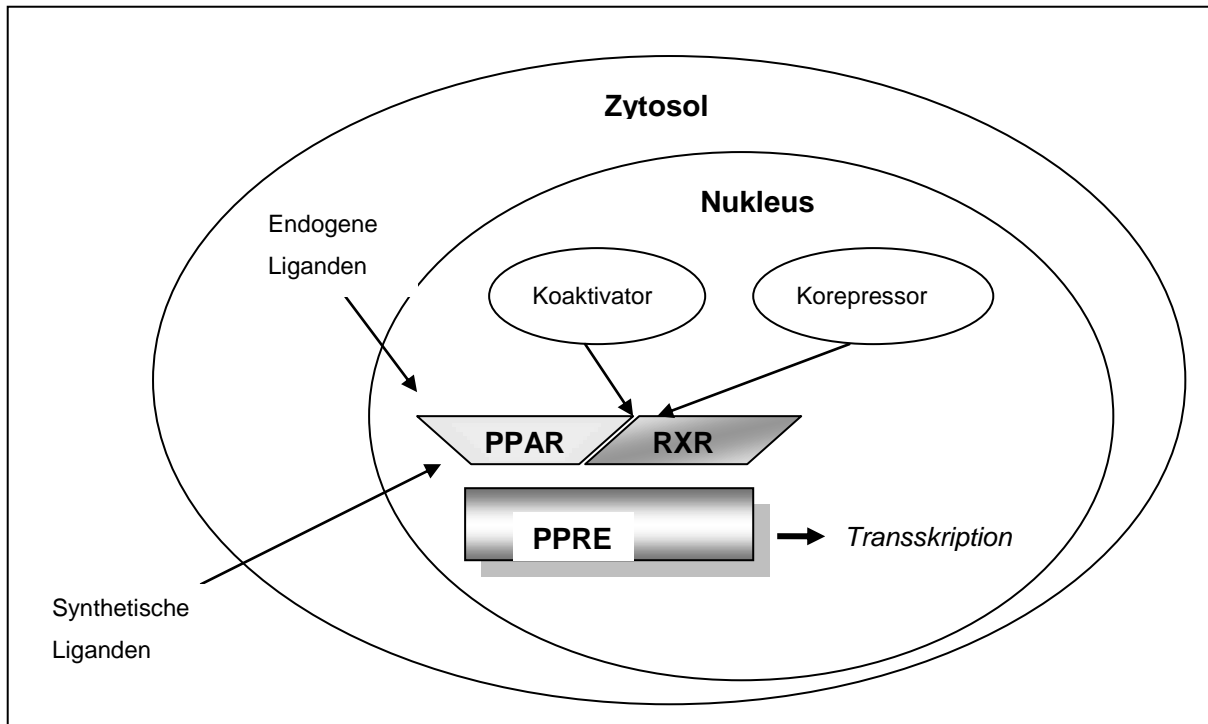 Zytosol
Nukleus
Endogene
Liganden
Koaktivator
Korepressor
PPAR
RXR
PPRE
Transskription
Synthetische
Liganden